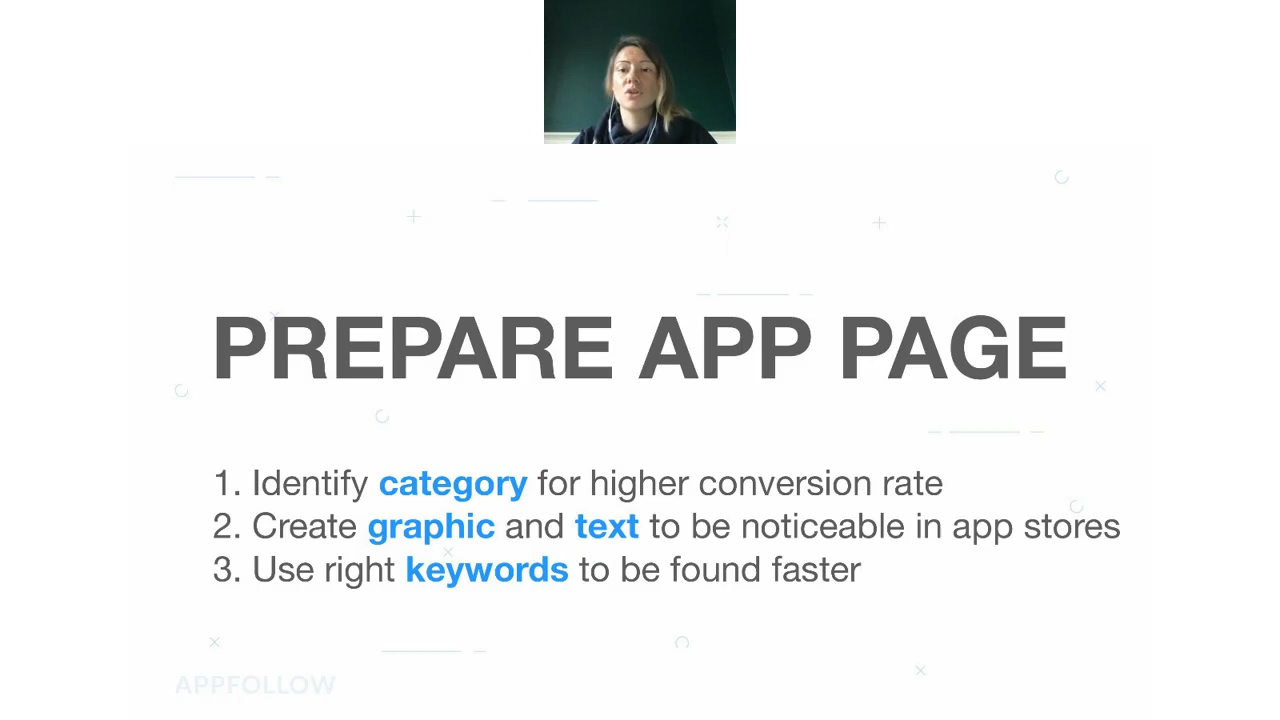 PREPARE APP PAGE
1. Identify category for higher conversion rate
2. Create graphic and text to be noticeable in app stores
3. Use right keywords to be found faster
APPFOLLOW